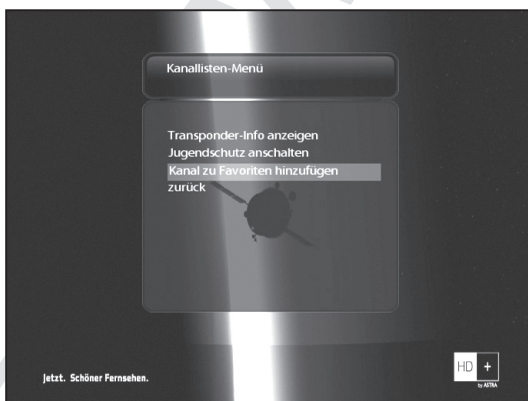 Kanallisten-Menü
Transponder-Info anzeigen
Jugendschutz anschalten
Kanal zu Favoriten hinzufügen
zurück
Jetzt. Schöner Fernsehen.
HD +
by ASTRA